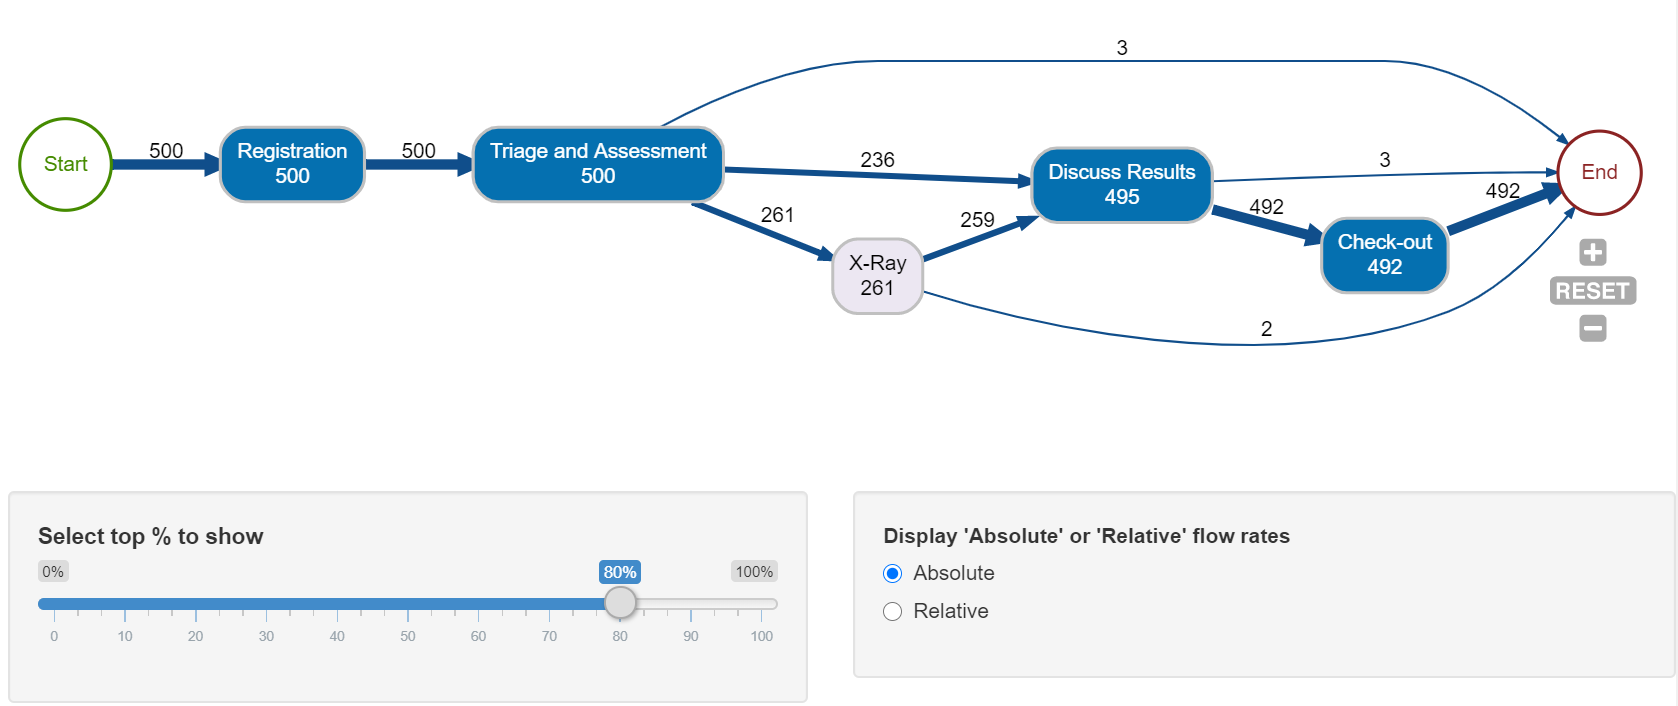 3
Start
500
Registration
500
500
Triage and Assessment
500
236
261
X-Ray
261
259
2
Discuss Results
495
3
492
Check-out
492
492
End
RESET
Select top % to show
0%
80%
100%
0 10 20 30 40 50 60 70 80 90 100
Display 'Absolute' or 'Relative' flow rates
Absolute
Relative